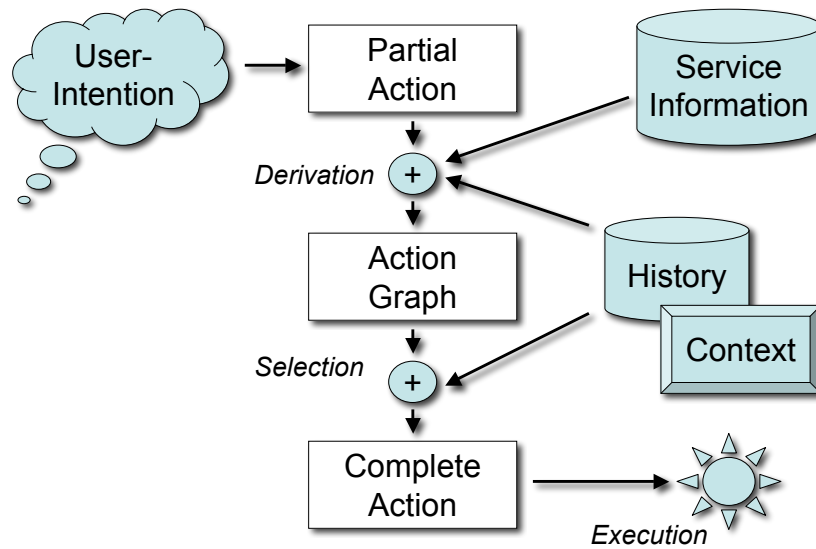 User-
Intention
Partial
Action
Service
Information
Derivation
+
Action
Graph
History
Context
Selection
+
Complete
Action
Execution